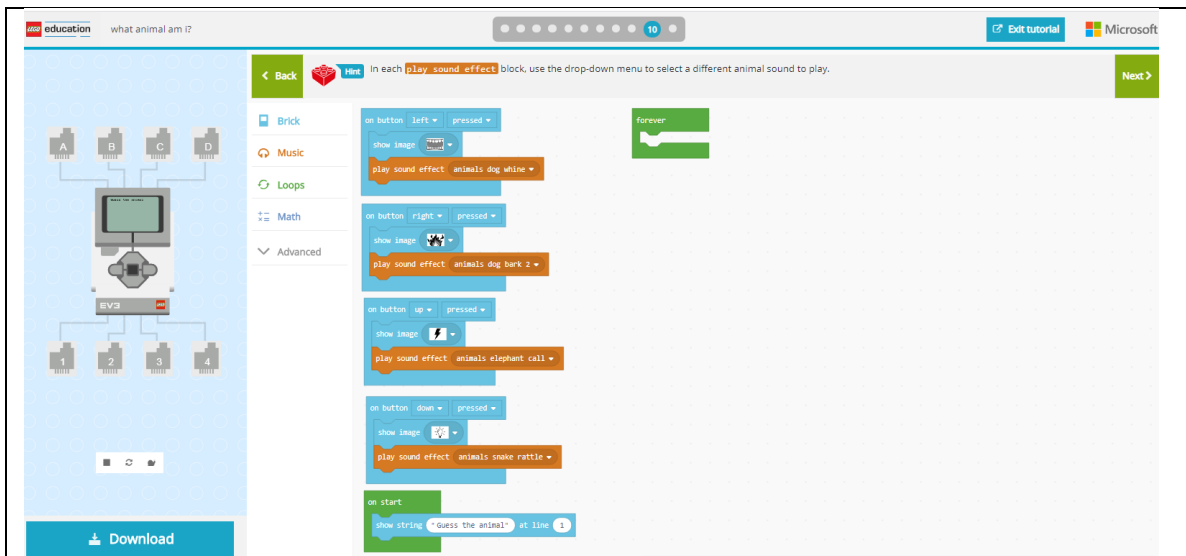 LEGO education what animal am i? 10 Exit tutorial Microsoft
Back Hint In each play sound effect block, use the drop-down menu to select a different animal sound to play. Next
A B C D
Guess the animal
EV3 LEGO
1 2 3 4
Download
Brick
Music
Loops
Math
Advanced
on button left pressed
show image
play sound effect animals dog whine
on button right pressed
show image
play sound effect animals dog bark 2
on button up pressed
show image
play sound effect animals elephant call
on button down pressed
show image
play sound effect animals snake rattle
on start
show string "Guess the animal" at line 1
forever